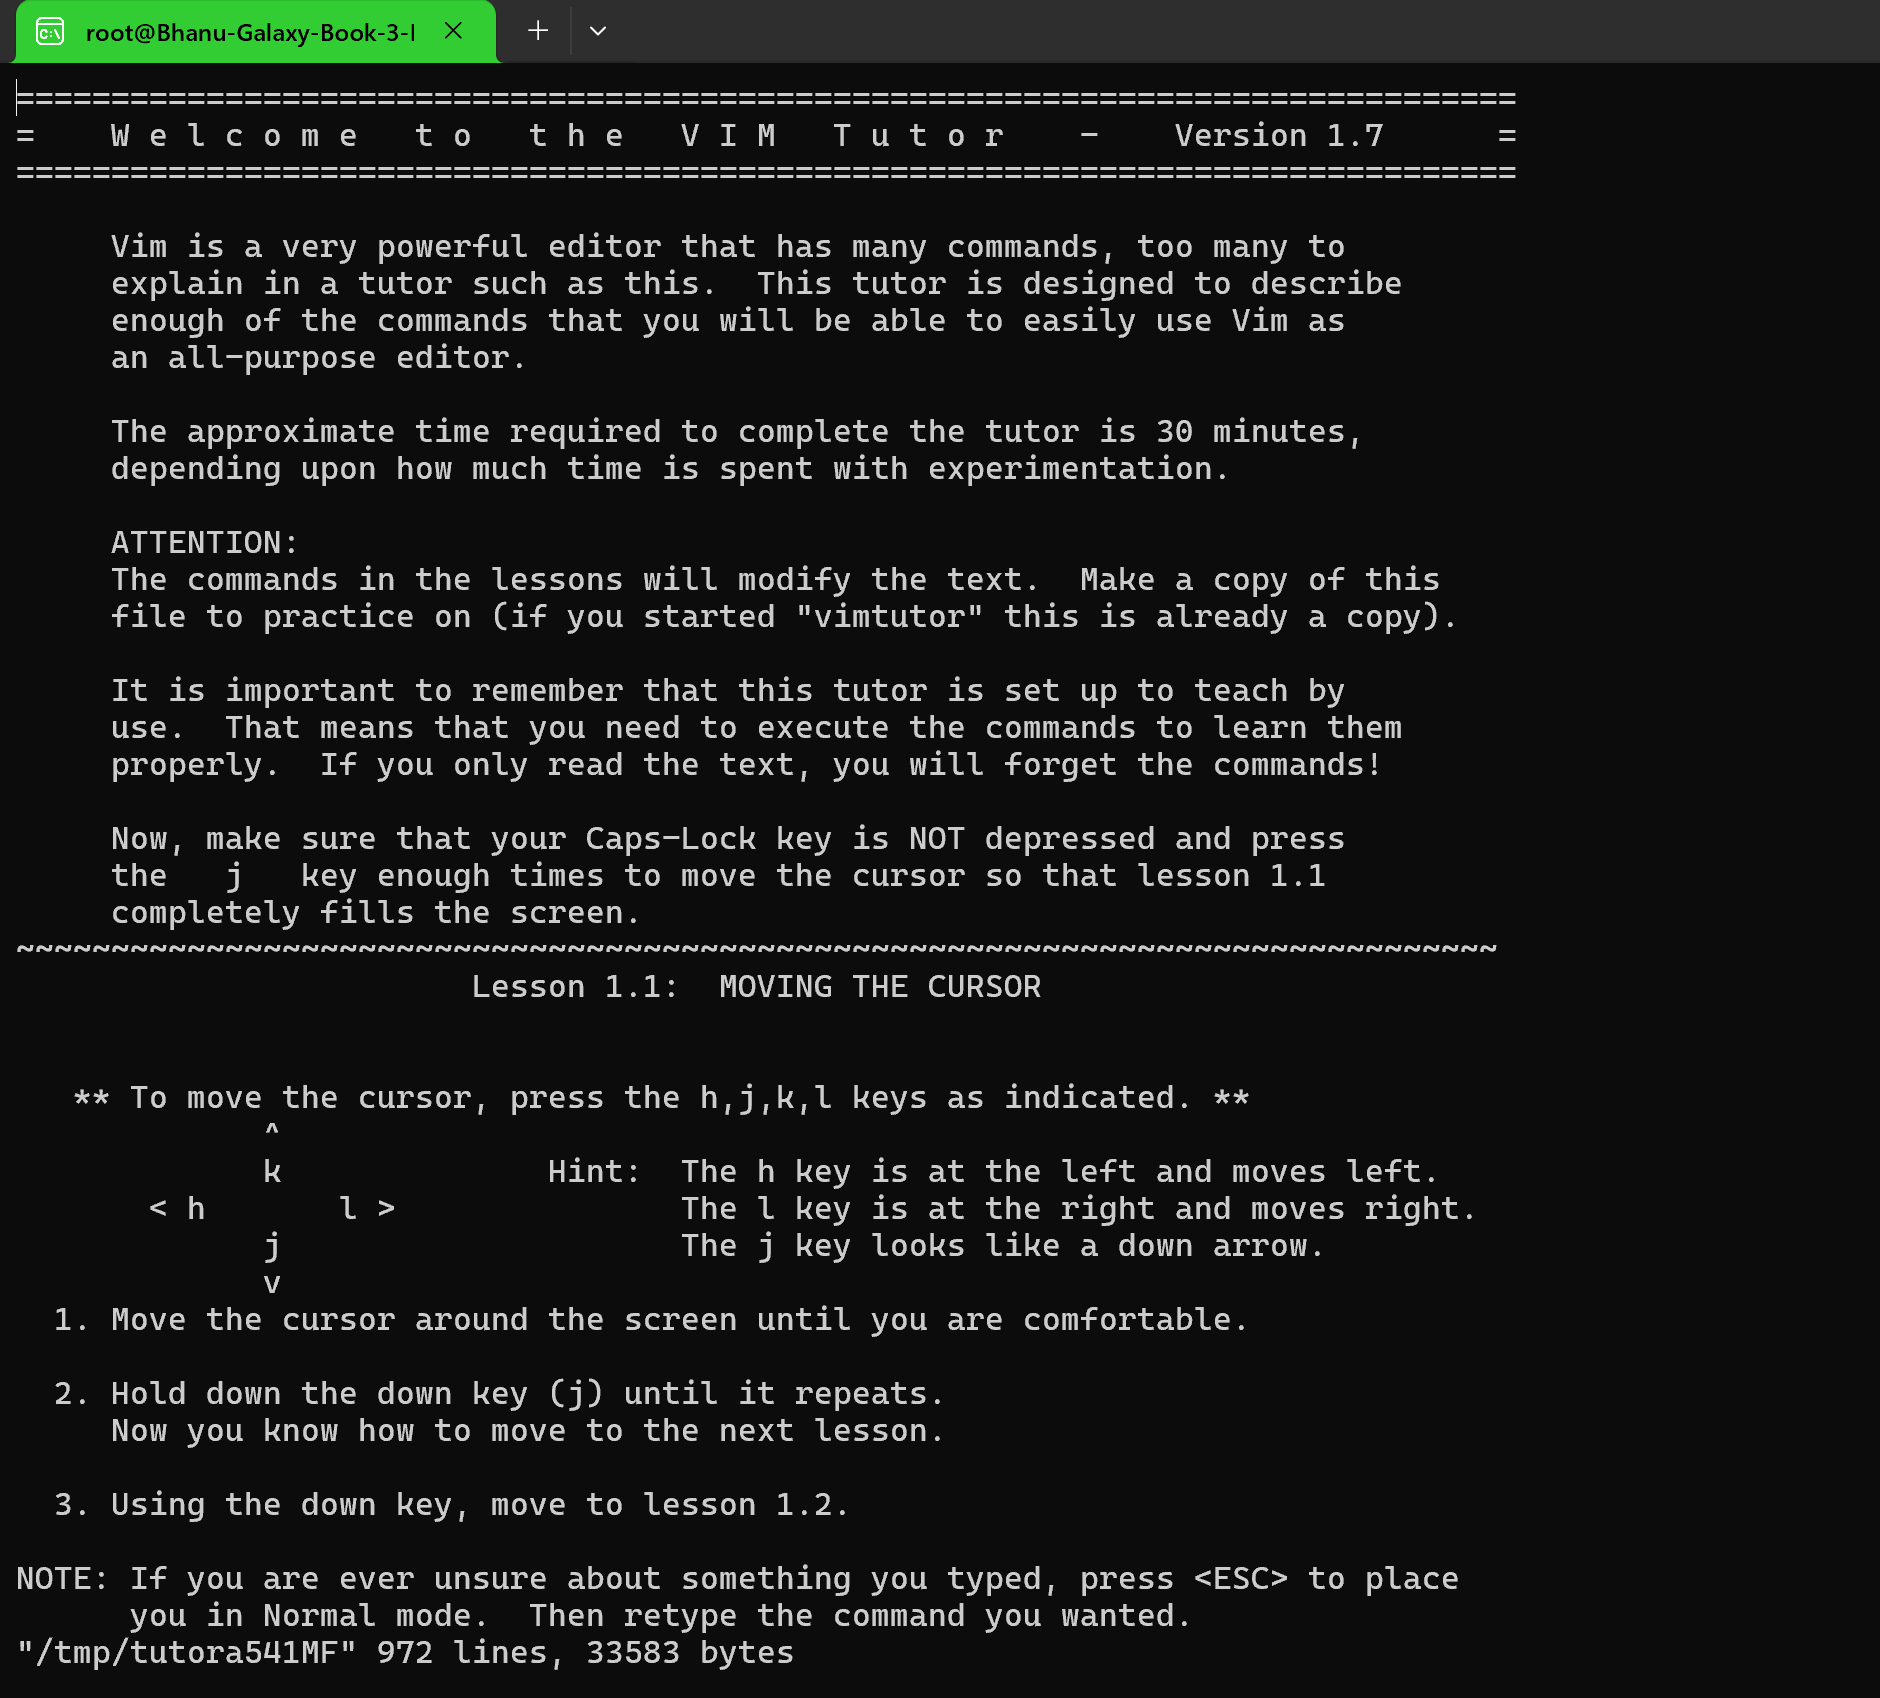 C:\ root@Bhanu-Galaxy-Book-3-
===============================================================================
=    W e l c o m e   t o   t h e   V I M   T u t o r    -    Version 1.7      =
===============================================================================

     Vim is a very powerful editor that has many commands, too many to
     explain in a tutor such as this.  This tutor is designed to describe
     enough of the commands that you will be able to easily use Vim as
     an all-purpose editor.

     The approximate time required to complete the tutor is 30 minutes,
     depending upon how much time is spent with experimentation.

     ATTENTION:
     The commands in the lessons will modify the text.  Make a copy of this
     file to practice on (if you started "vimtutor" this is already a copy).

     It is important to remember that this tutor is set up to teach by
     use.  That means that you need to execute the commands to learn them
     properly.  If you only read the text, you will forget the commands!

     Now, make sure that your Caps-Lock key is NOT depressed and press
     the   j   key enough times to move the cursor so that lesson 1.1
     completely fills the screen.
~~~~~~~~~~~~~~~~~~~~~~~~~~~~~~~~~~~~~~~~~~~~~~~~~~~~~~~~~~~~~~~~~~~~~~~~~~~~~~
                        Lesson 1.1:  MOVING THE CURSOR


   ** To move the cursor, press the h,j,k,l keys as indicated. **
             ^
             k              Hint:  The h key is at the left and moves left.
       < h       l >               The l key is at the right and moves right.
             j                     The j key looks like a down arrow.
             v
  1. Move the cursor around the screen until you are comfortable.

  2. Hold down the down key (j) until it repeats.
     Now you know how to move to the next lesson.

  3. Using the down key, move to lesson 1.2.

NOTE: If you are ever unsure about something you typed, press <ESC> to place
      you in Normal mode.  Then retype the command you wanted.
"/tmp/tutora541MF" 972 lines, 33583 bytes